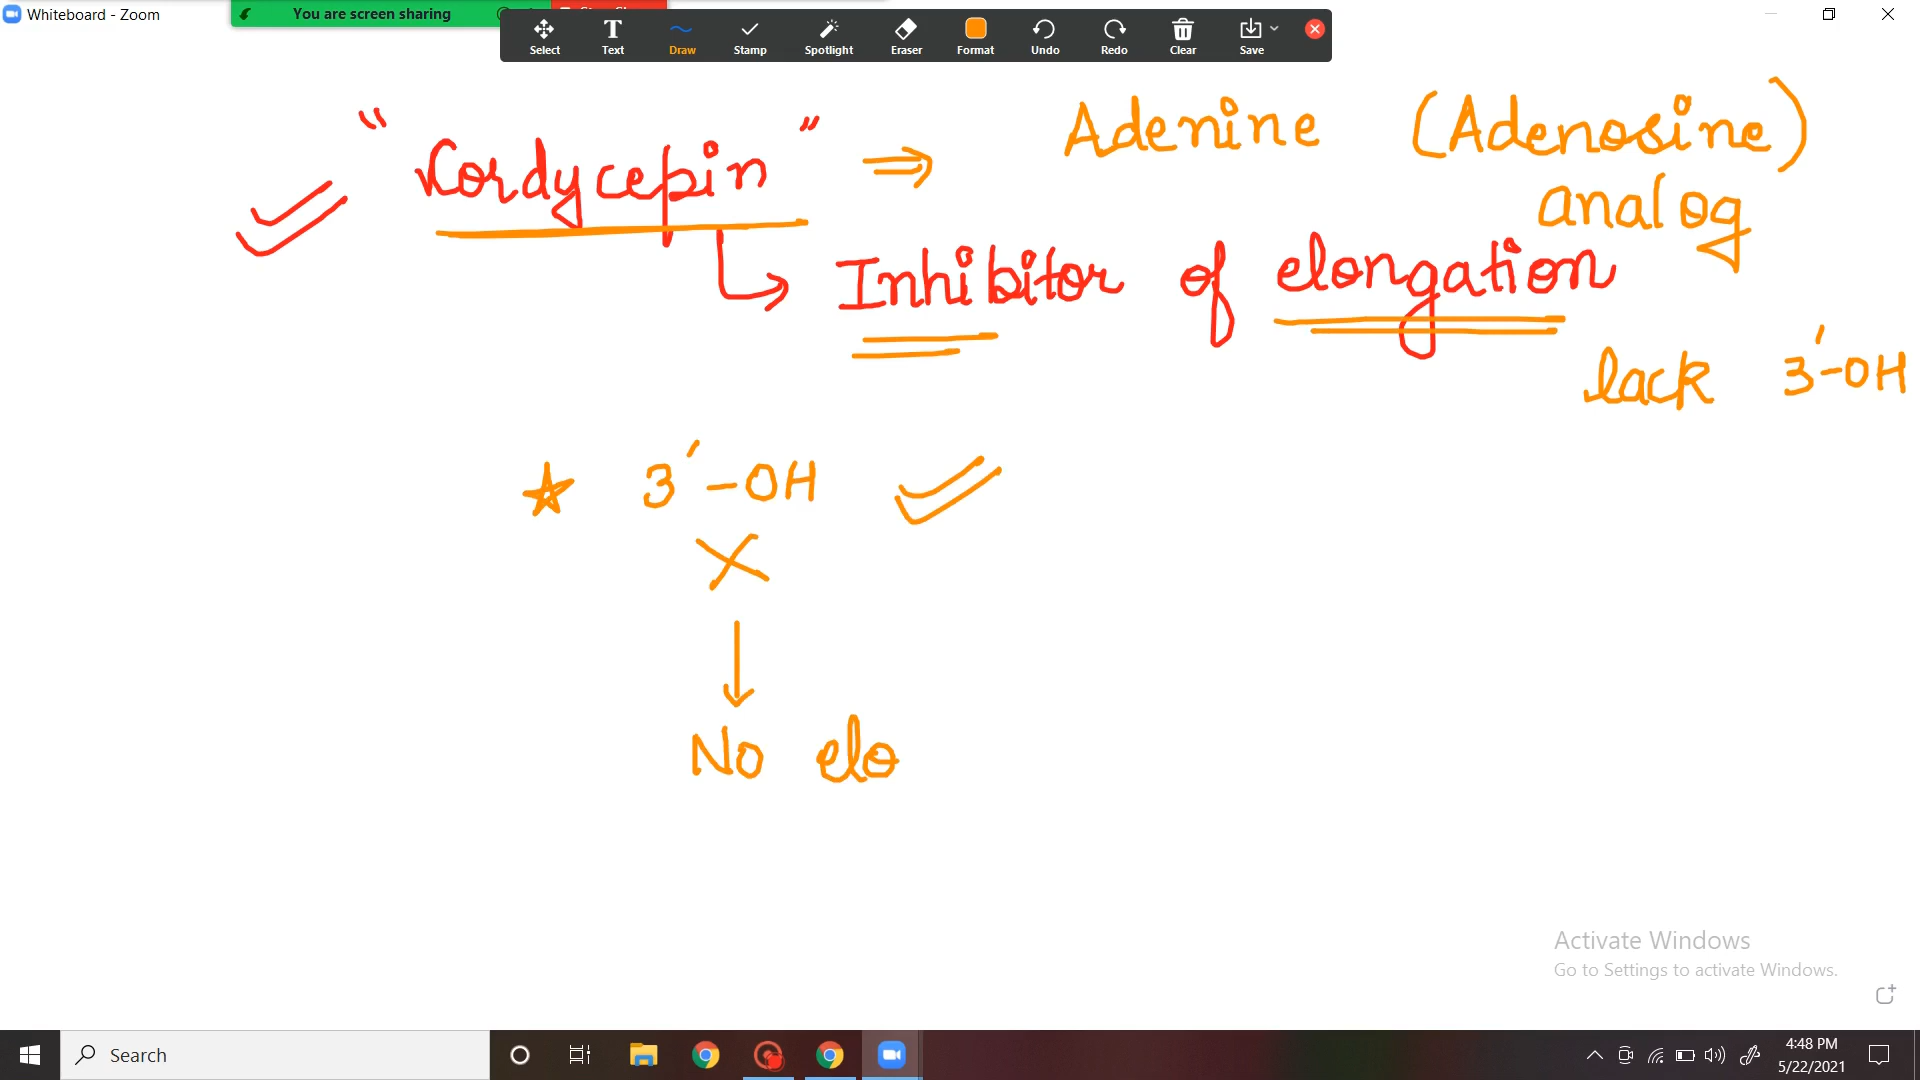 Whiteboard - Zoom
You are screen sharing
Select Text Draw Stamp Spotlight Eraser Format Undo Redo Clear Save
"Cordycepin" ⇒ Adenine (Adenosine)
analog
↳ Inhibitor of elongation
lack 3'-OH
☆ 3'-OH ✓
X
↓
No elo
Activate Windows
Go to Settings to activate Windows.
Search
4:48 PM
5/22/2021